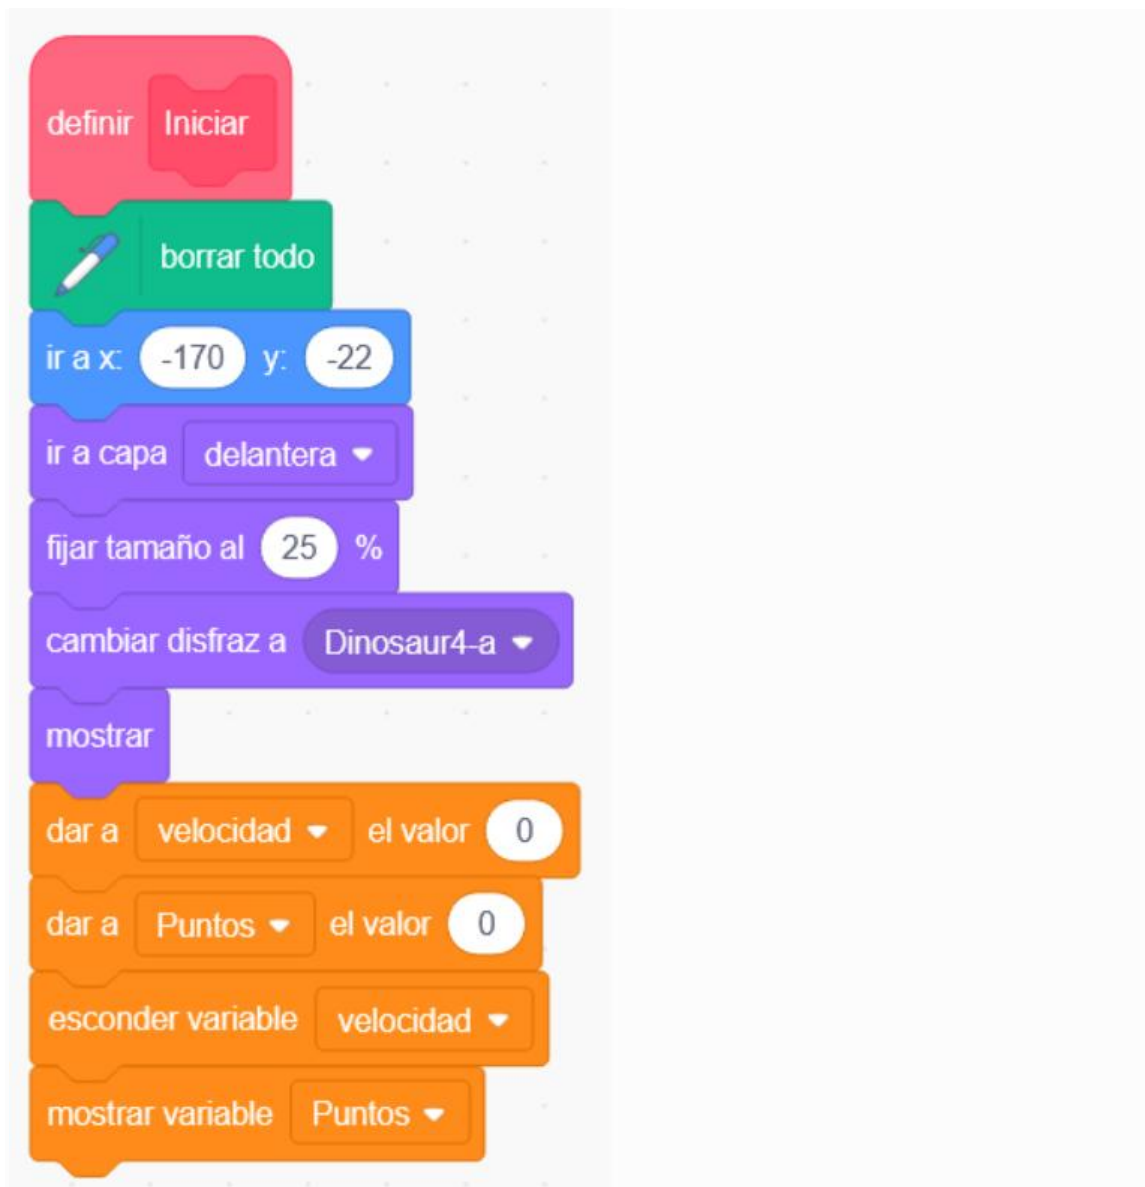 definir Iniciar
borrar todo
ir a x: -170 y: -22
ir a capa delantera
fijar tamaño al 25 %
cambiar disfraz a Dinosaur4-a
mostrar
dar a velocidad el valor 0
dar a Puntos el valor 0
esconder variable velocidad
mostrar variable Puntos